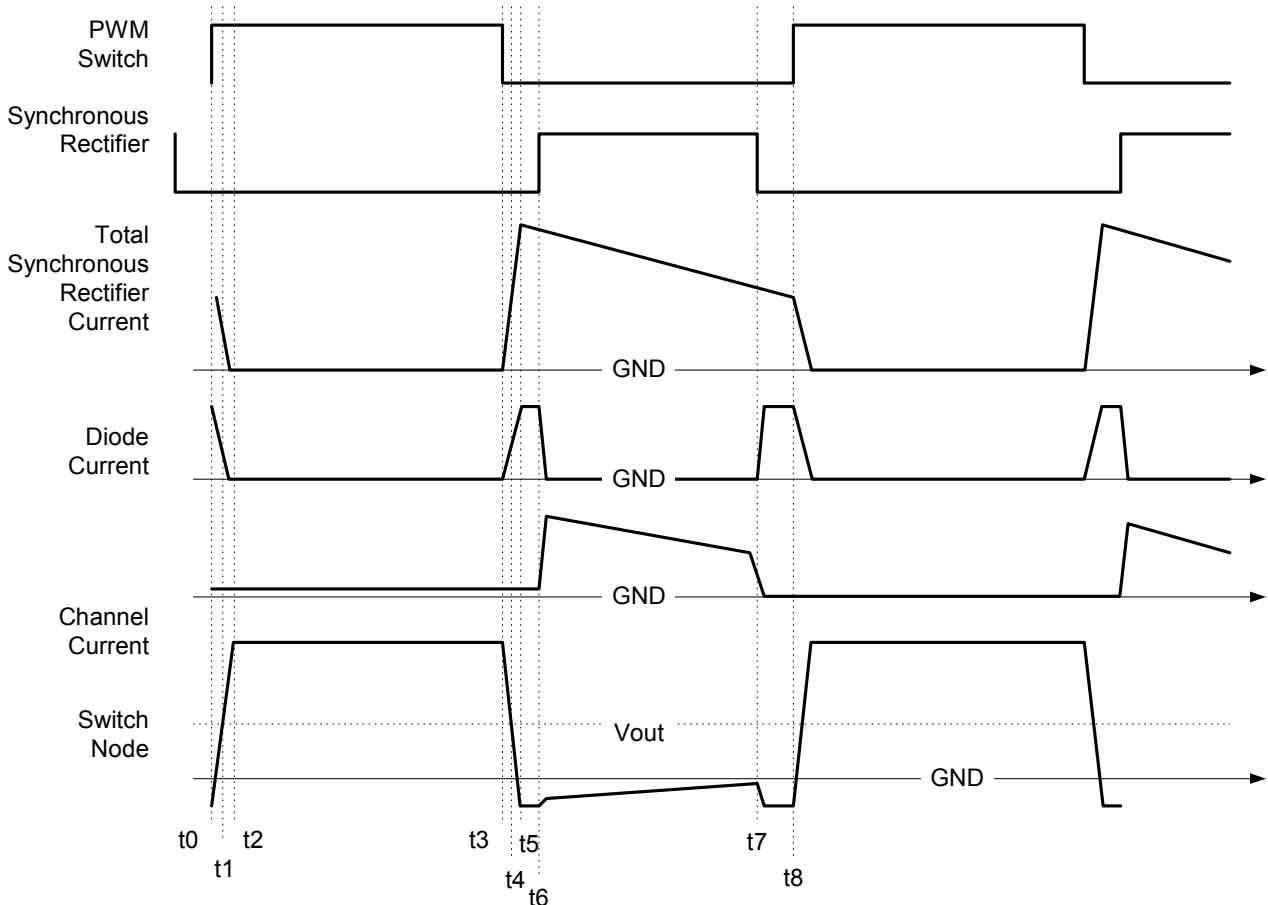 PWM
Switch
Synchronous
Rectifier
Total
Synchronous
Rectifier
Current
GND
Diode
Current
GND
GND
Channel
Current
Switch
Node
Vout
GND
t0
t1
t2
t3
t4
t5
t6
t7
t8